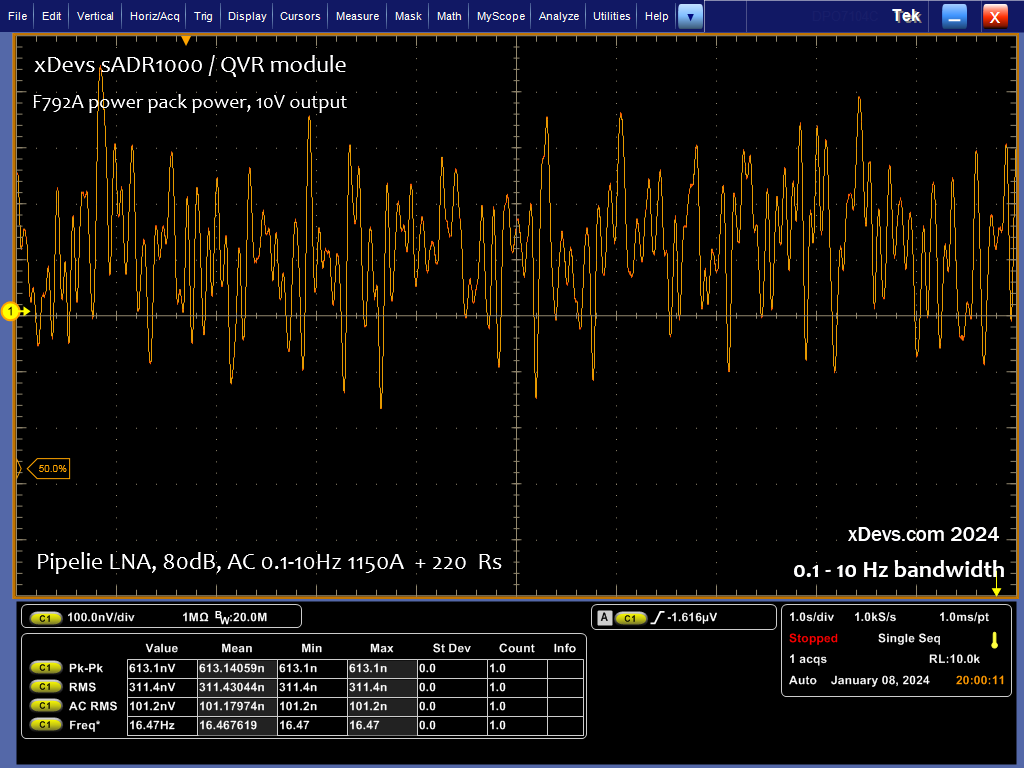 File Edit Vertical Horiz/Acq Trig Display Cursors Measure Mask Math MyScope Analyze Utilities Help Tek X
xDevs sADR1000 / QVR module
F792A power pack power, 10V output
1
50.0%
xDevs.com 2024
Pipelie LNA, 80dB, AC 0.1-10Hz 1150A + 220 Rs
0.1 - 10 Hz bandwidth
C1 100.0nV/div 1MΩ BW:20.0M
A C1 -1.616µV
1.0s/div 1.0kS/s 1.0ms/pt
Stopped Single Seq
1 acqs RL:10.0k
Auto January 08, 2024 20:00:11
Value Mean Min Max St Dev Count Info
C1 Pk-Pk 613.1nV 613.14059n 613.1n 613.1n 0.0 1.0
C1 RMS 311.4nV 311.43044n 311.4n 311.4n 0.0 1.0
C1 AC RMS 101.2nV 101.17974n 101.2n 101.2n 0.0 1.0
C1 Freq* 16.47Hz 16.467619 16.47 16.47 0.0 1.0